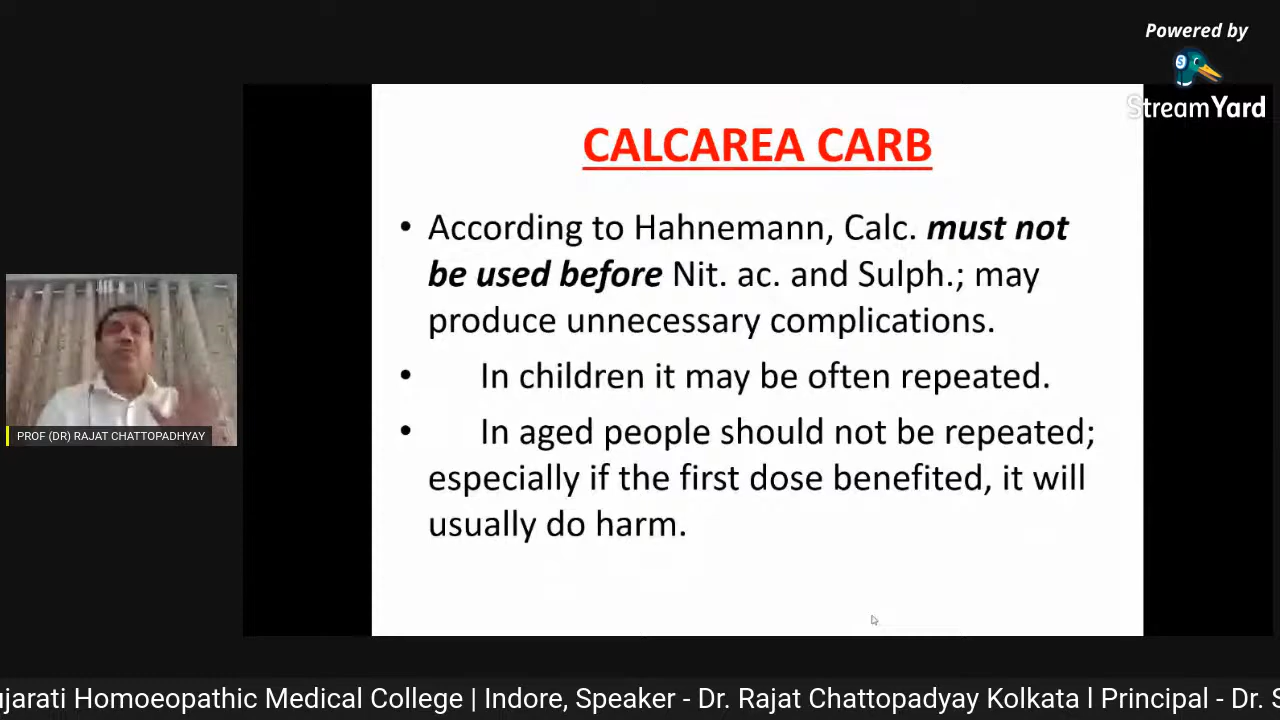 Powered by
StreamYard
CALCAREA CARB
• According to Hahnemann, Calc. must not
be used before Nit. ac. and Sulph.; may
produce unnecessary complications.
• In children it may be often repeated.
• In aged people should not be repeated;
especially if the first dose benefited, it will
usually do harm.
PROF (DR) RAJAT CHATTOPADHYAY
ujarati Homoeopathic Medical College | Indore, Speaker - Dr. Rajat Chattopadyay Kolkata l Principal - Dr. S